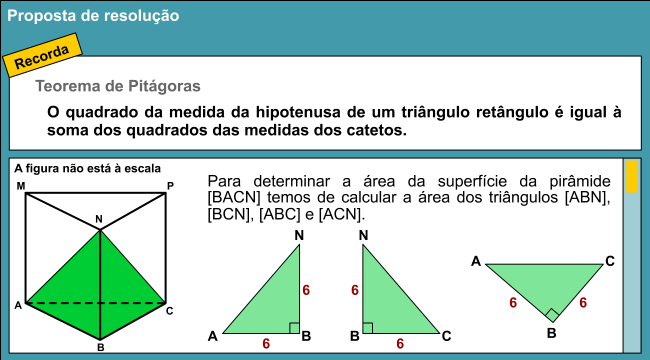 Proposta de resolução
Recorda
Teorema de Pitágoras
O quadrado da medida da hipotenusa de um triângulo retângulo é igual à
soma dos quadrados das medidas dos catetos.
A figura não está à escala
Para determinar a área da superfície da pirâmide
[BACN] temos de calcular a área dos triângulos [ABN],
[BCN], [ABC] e [ACN].
M P
N
A C
B
N
6
A B
6
N
6
B C
6
A C
6 6
B